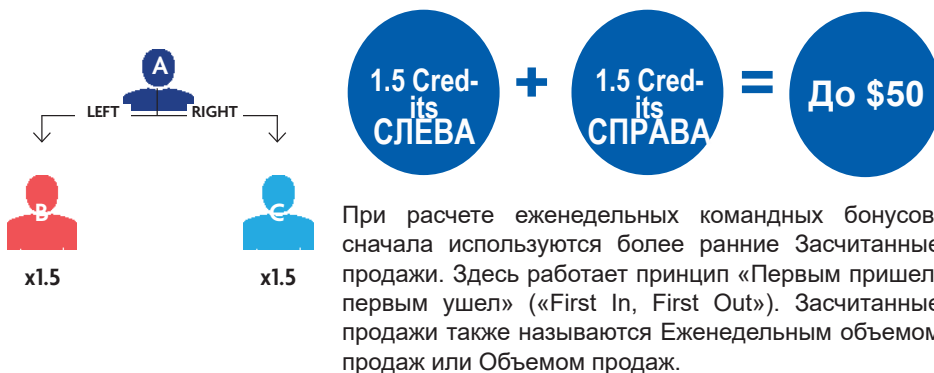 A
LEFT RIGHT
B
C
x1.5
x1.5
1.5 Cred-
its
СЛЕВА
+
1.5 Cred-
its
СПРАВА
=
До $50
При расчете еженедельных командных бонусов
сначала используются более ранние Засчитанные
продажи. Здесь работает принцип «Первым пришел
первым ушел» («First In, First Out»). Засчитанные
продажи также называются Еженедельным объемом
продаж или Объемом продаж.